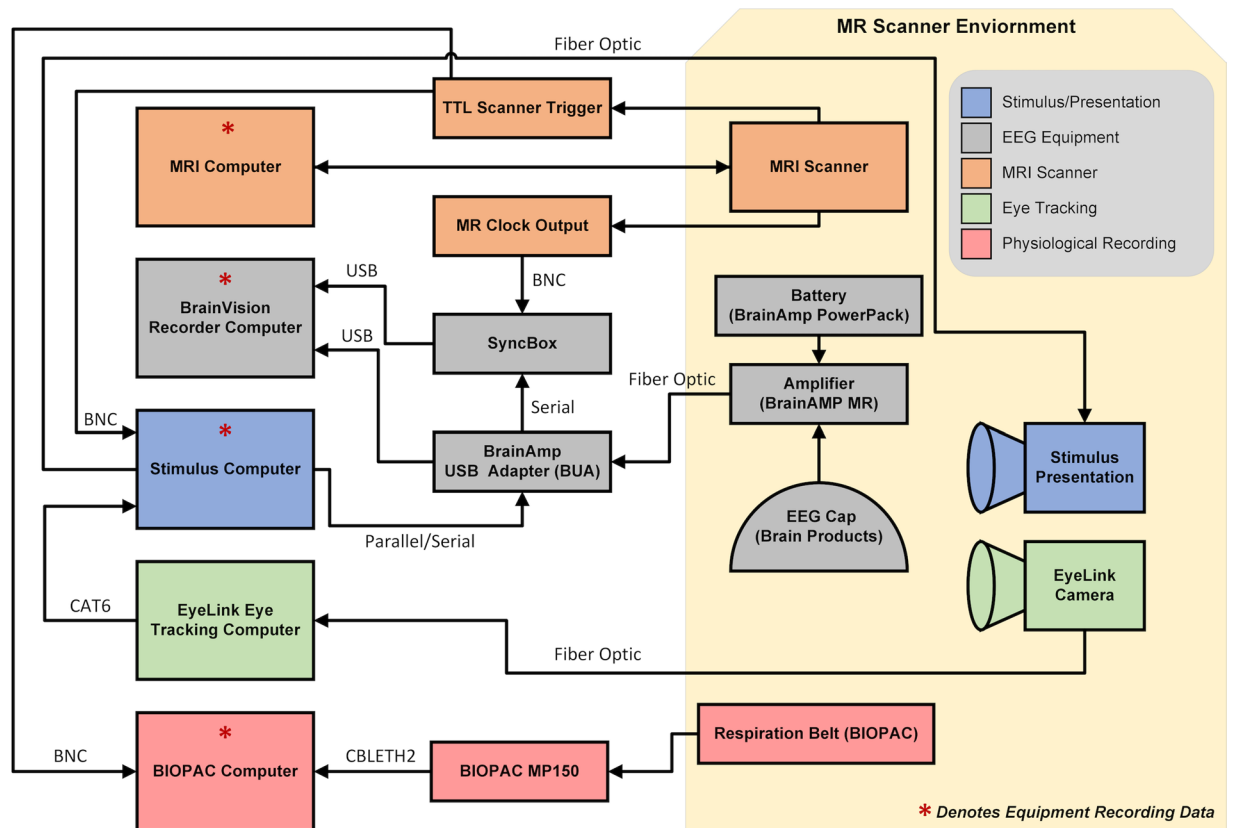 MR Scanner Enviornment
Fiber Optic
Stimulus/Presentation
EEG Equipment
MRI Scanner
Eye Tracking
Physiological Recording
TTL Scanner Trigger
*
MRI Computer
MRI Scanner
MR Clock Output
BNC
*
BrainVision
Recorder Computer
USB
USB
SyncBox
Battery
(BrainAmp PowerPack)
Fiber Optic
Amplifier
(BrainAMP MR)
Serial
BNC
*
Stimulus Computer
BrainAmp
USB Adapter (BUA)
Parallel/Serial
EEG Cap
(Brain Products)
Stimulus
Presentation
EyeLink
Camera
CAT6
EyeLink Eye
Tracking Computer
Fiber Optic
BNC
*
BIOPAC Computer
CBLETH2
BIOPAC MP150
Respiration Belt (BIOPAC)
* Denotes Equipment Recording Data